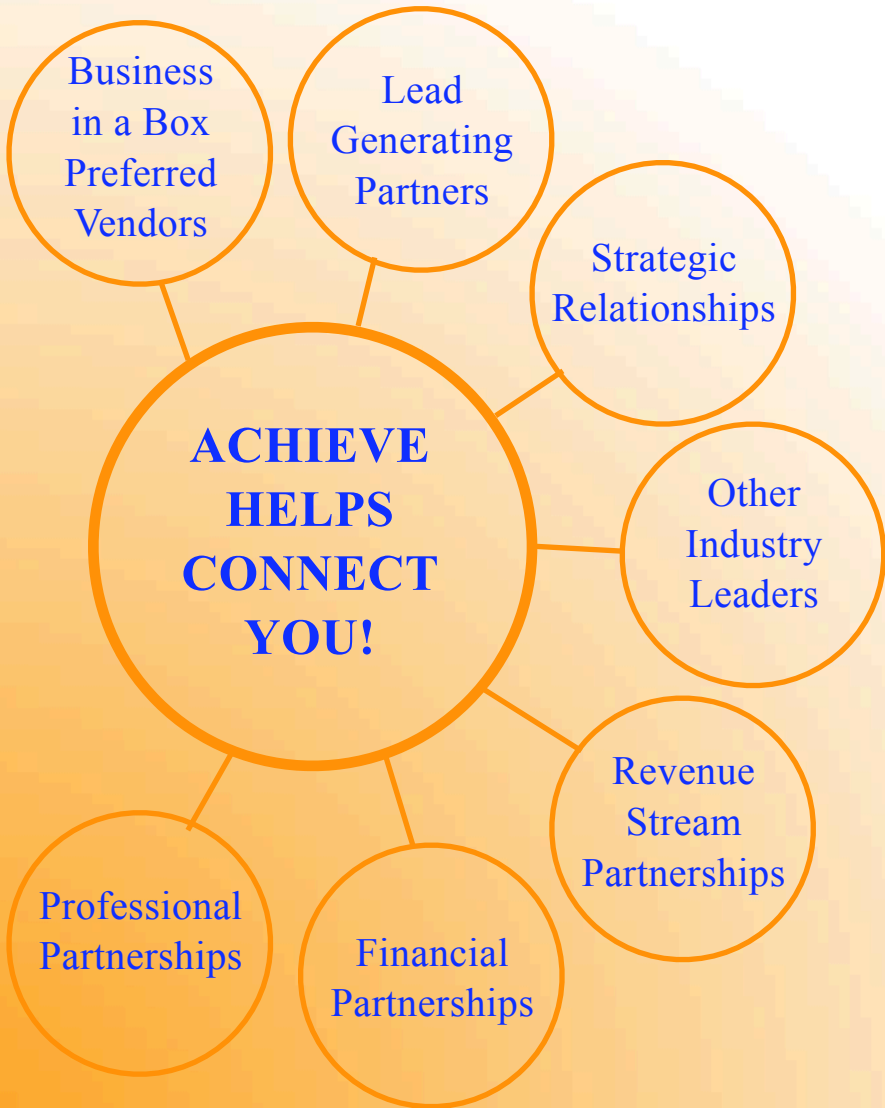 Business
in a Box
Preferred
Vendors
Lead
Generating
Partners
Strategic
Relationships
ACHIEVE
HELPS
CONNECT
YOU!
Other
Industry
Leaders
Revenue
Stream
Partnerships
Financial
Partnerships
Professional
Partnerships